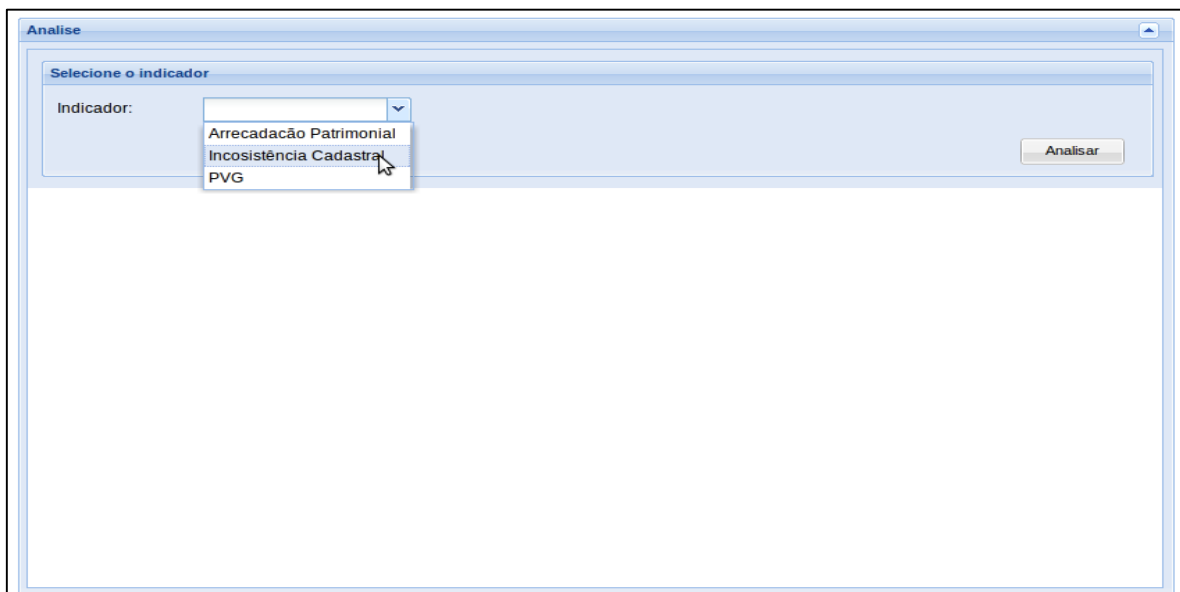 Analise
Selecione o indicador
Indicador:
Arrecadacão Patrimonial
Incosistência Cadastral
PVG
Analisar